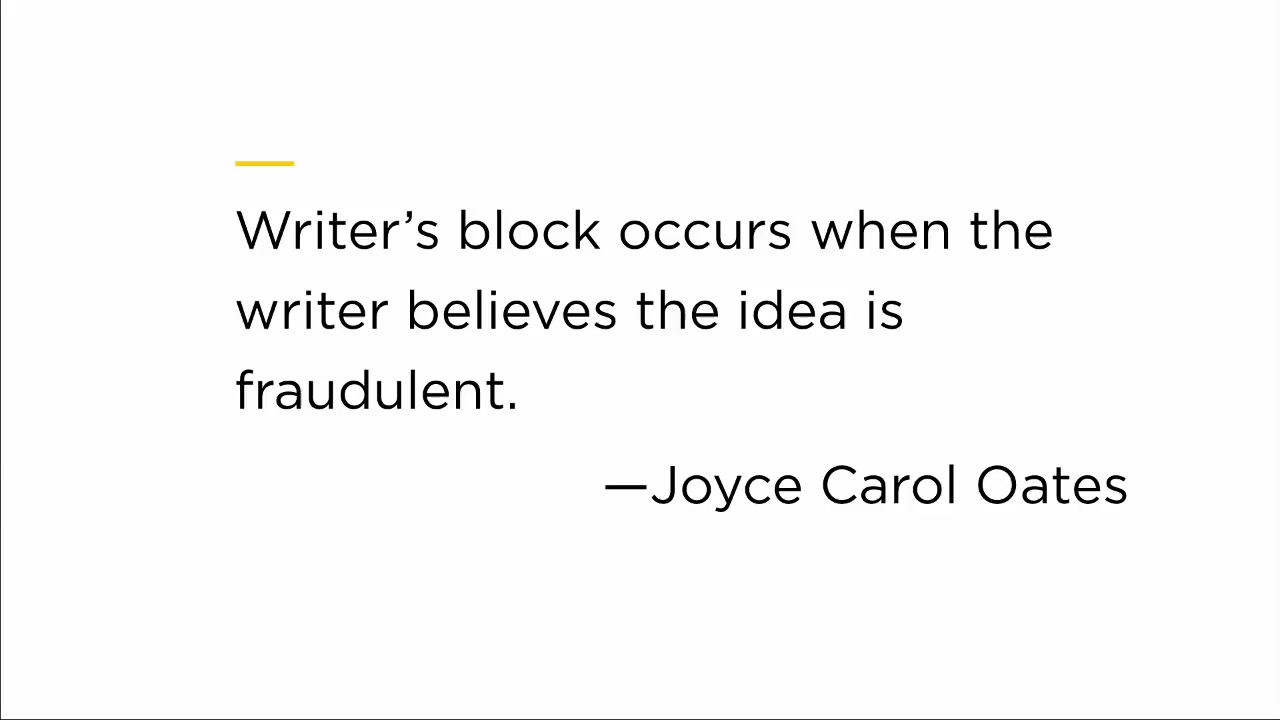 Writer’s block occurs when the
writer believes the idea is
fraudulent.
—Joyce Carol Oates